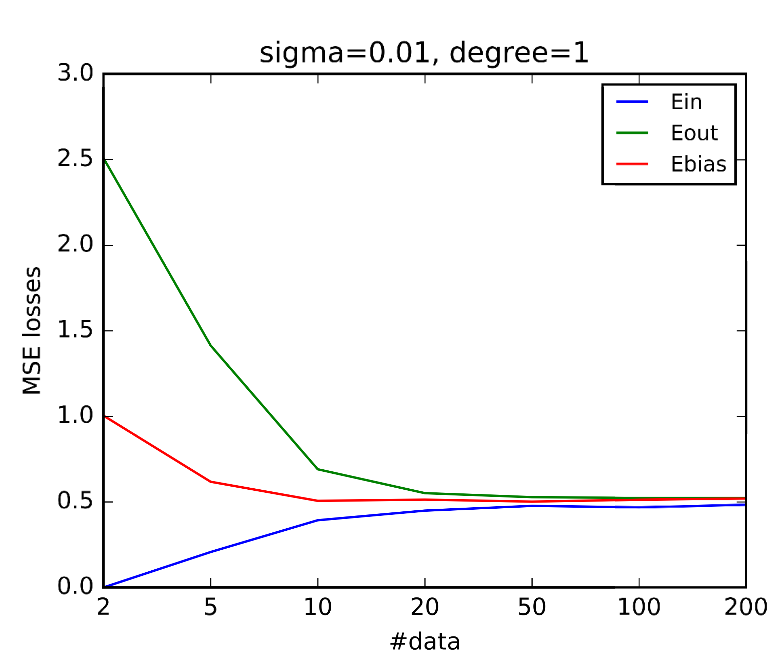 sigma=0.01, degree=1
3.0
2.5
2.0
1.5
1.0
0.5
0.0
MSE losses
Ein
Eout
Ebias
2 5 10 20 50 100 200
#data